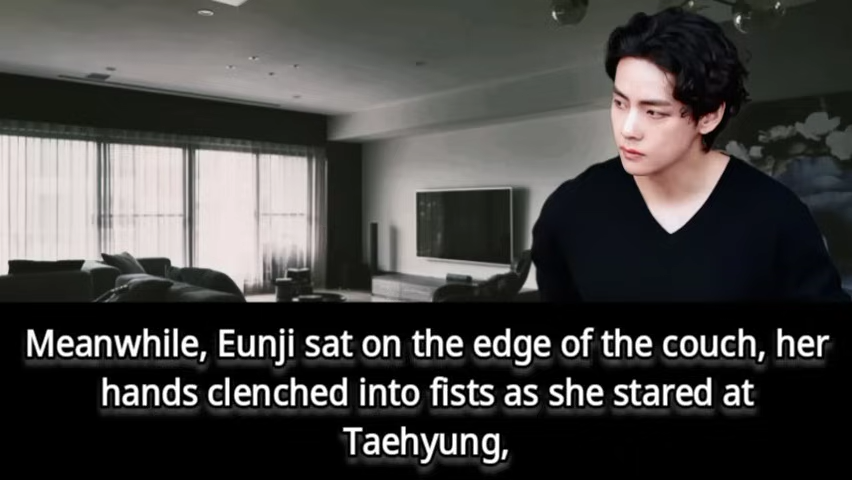 Meanwhile, Eunji sat on the edge of the couch, her
hands clenched into fists as she stared at
Taehyung,